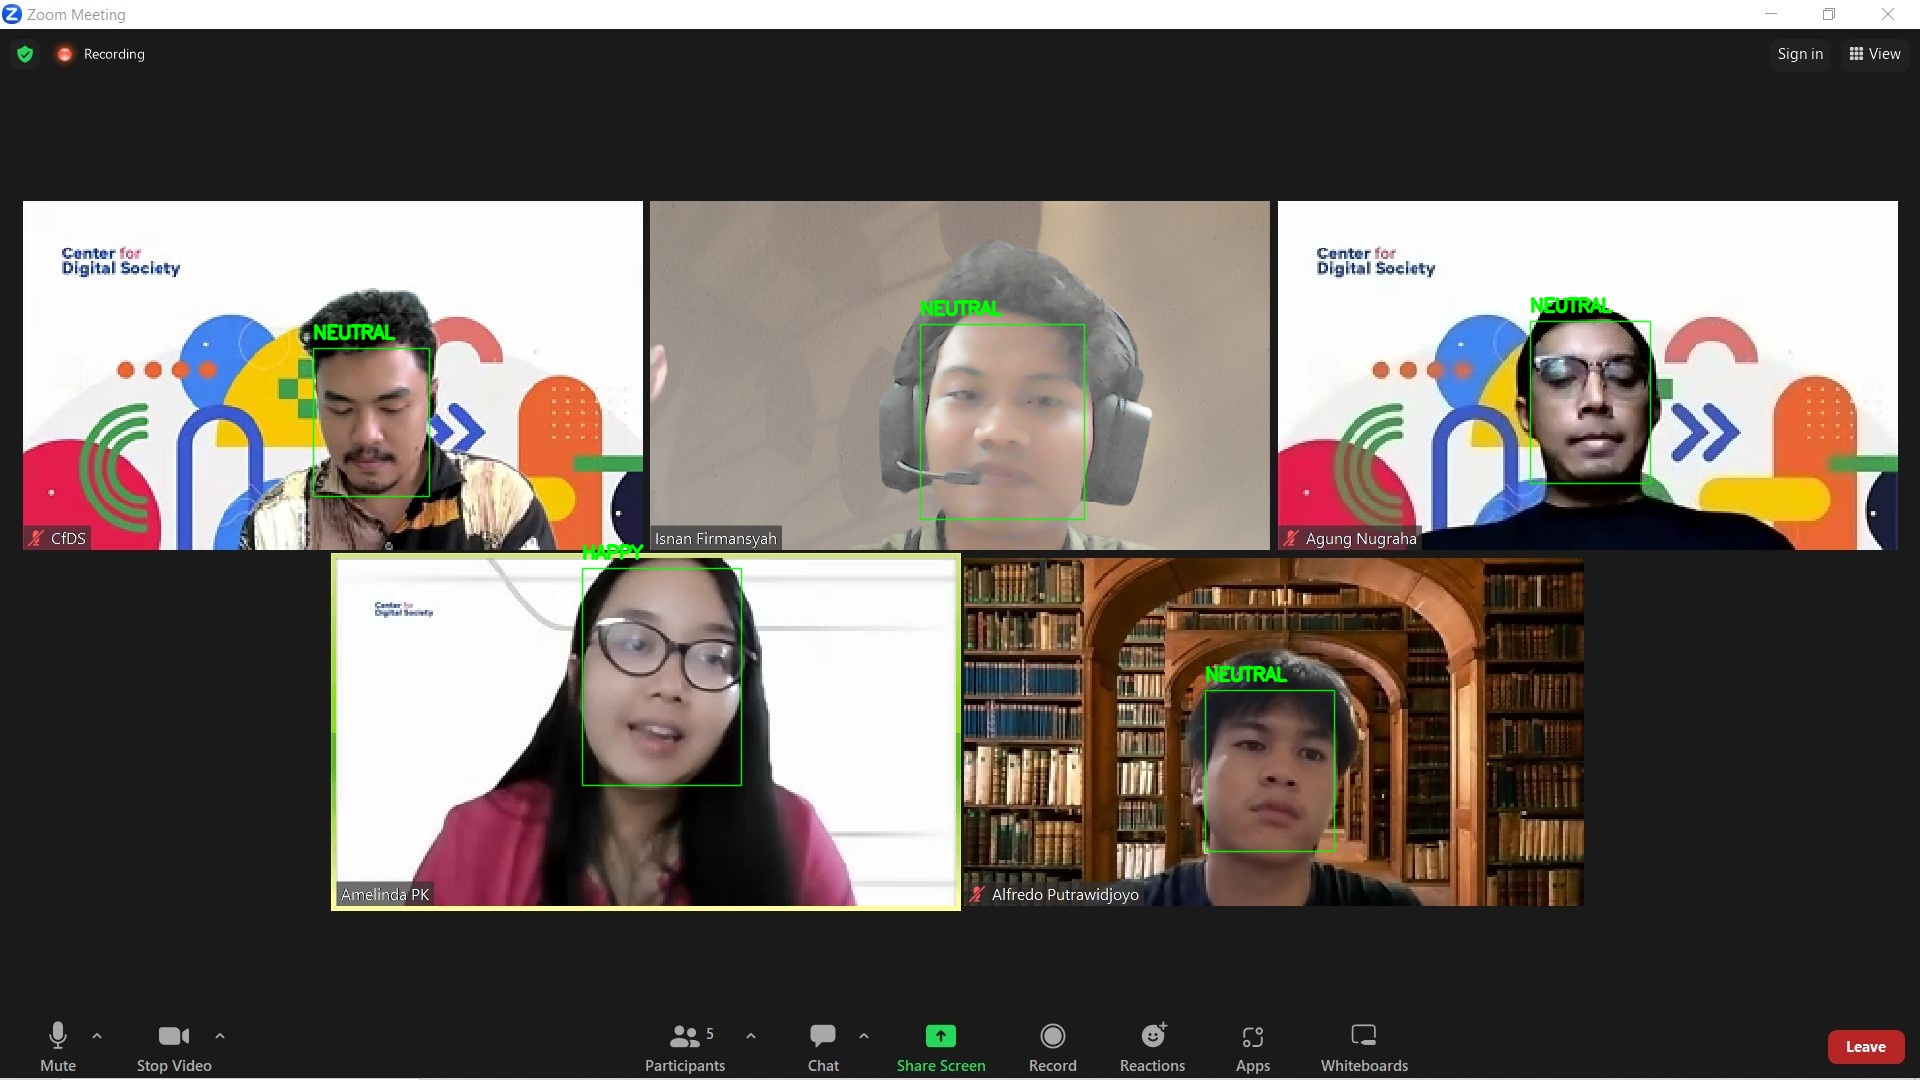 Zoom Meeting
Recording
Sign in
View
Center for
Digital Society
NEUTRAL
CfDS
NEUTRAL
Isnan Firmansyah
Center for
Digital Society
NEUTRAL
Agung Nugraha
HAPPY
Center for
Digital Society
Amelinda PK
NEUTRAL
Alfredo Putrawidjoyo
Mute
Stop Video
5
Participants
Chat
Share Screen
Record
Reactions
Apps
Whiteboards
Leave